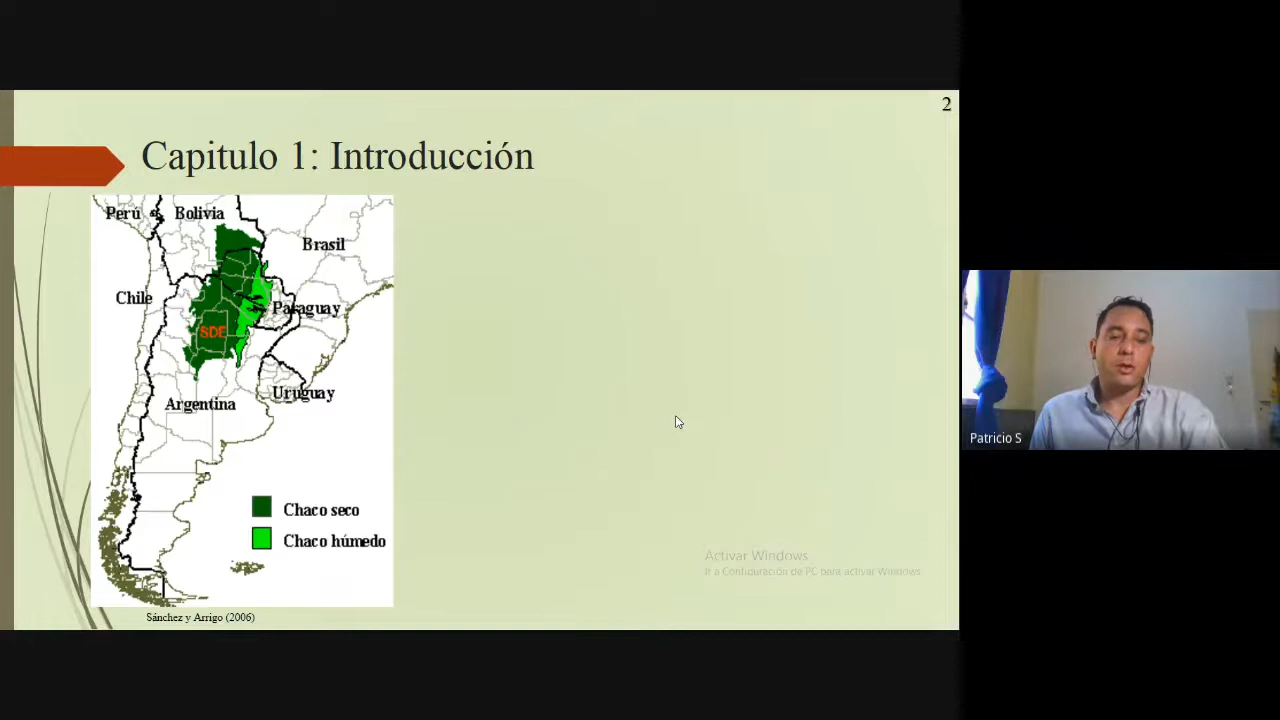 2
Capitulo 1: Introducción
Perú
Bolivia
Brasil
Chile
Paraguay
SDE
Uruguay
Argentina
Chaco seco
Chaco húmedo
Sánchez y Arrigo (2006)
Activar Windows
Ir a Configuración de PC para activar Windows.
Patricio S